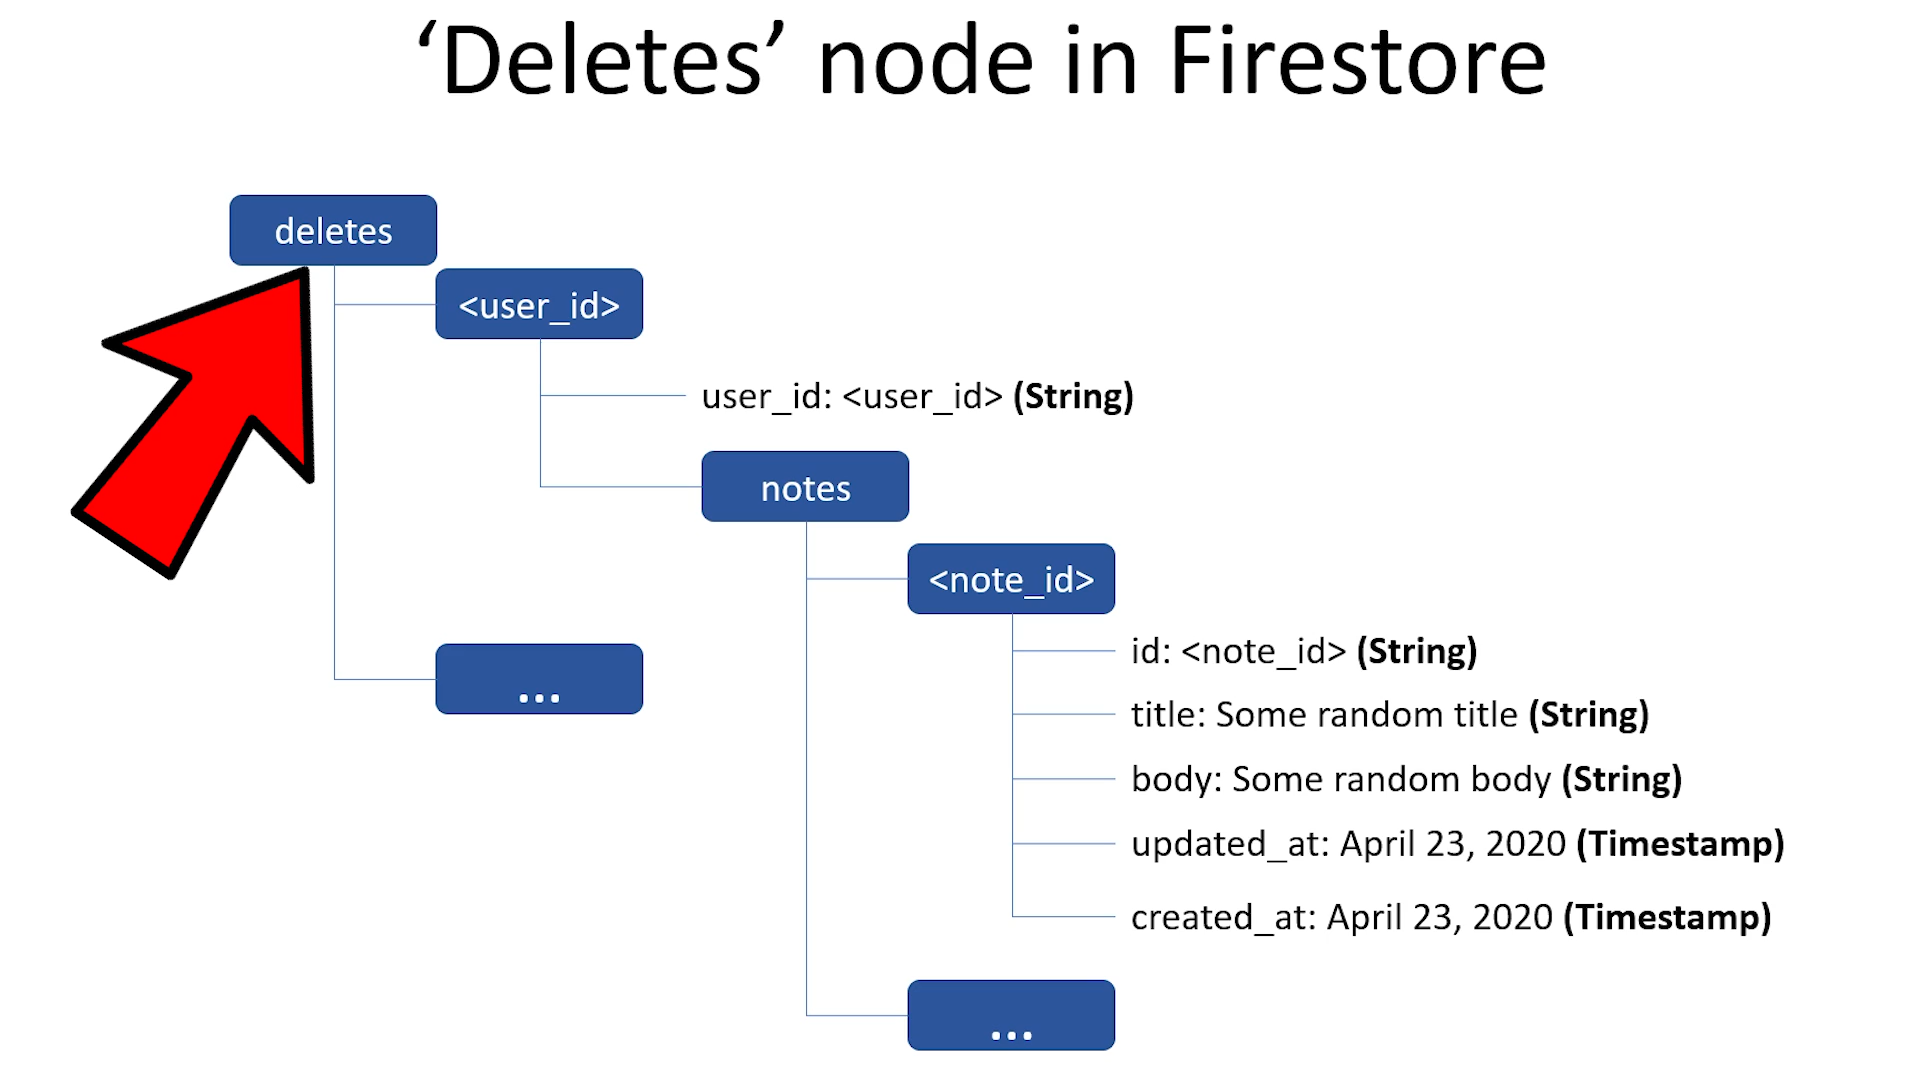 ‘Deletes’ node in Firestore
deletes
<user_id>
user_id: <user_id> (String)
notes
<note_id>
id: <note_id> (String)
...
title: Some random title (String)
body: Some random body (String)
updated_at: April 23, 2020 (Timestamp)
created_at: April 23, 2020 (Timestamp)
...